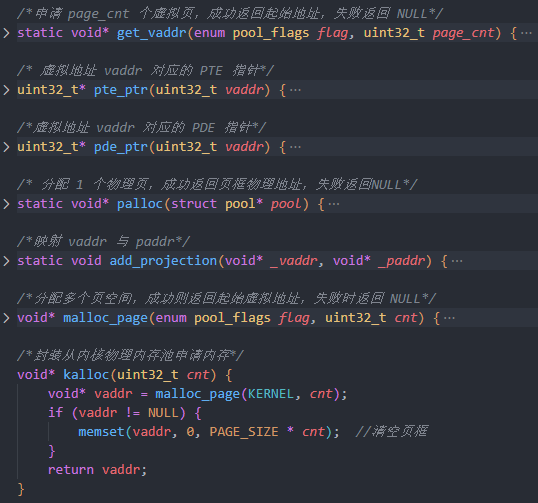 /*申请 page_cnt 个虚拟页，成功返回起始地址，失败返回 NULL*/
static void* get_vaddr(enum pool_flags flag, uint32_t page_cnt) {…
/* 虚拟地址 vaddr 对应的 PTE 指针*/
uint32_t* pte_ptr(uint32_t vaddr) {…
/*虚拟地址 vaddr 对应的 PDE 指针*/
uint32_t* pde_ptr(uint32_t vaddr) {…
/* 分配 1 个物理页，成功返回页框物理地址，失败返回NULL*/
static void* palloc(struct pool* pool) {…
/*映射 vaddr 与 paddr*/
static void add_projection(void* _vaddr, void* _paddr) {…
/*分配多个页空间，成功则返回起始虚拟地址，失败时返回 NULL*/
void* malloc_page(enum pool_flags flag, uint32_t cnt) {…
/*封装从内核物理内存池申请内存*/
void* kalloc(uint32_t cnt) {
    void* vaddr = malloc_page(KERNEL, cnt);
    if (vaddr != NULL) {
        memset(vaddr, 0, PAGE_SIZE * cnt);  //清空页框
    }
    return vaddr;
}